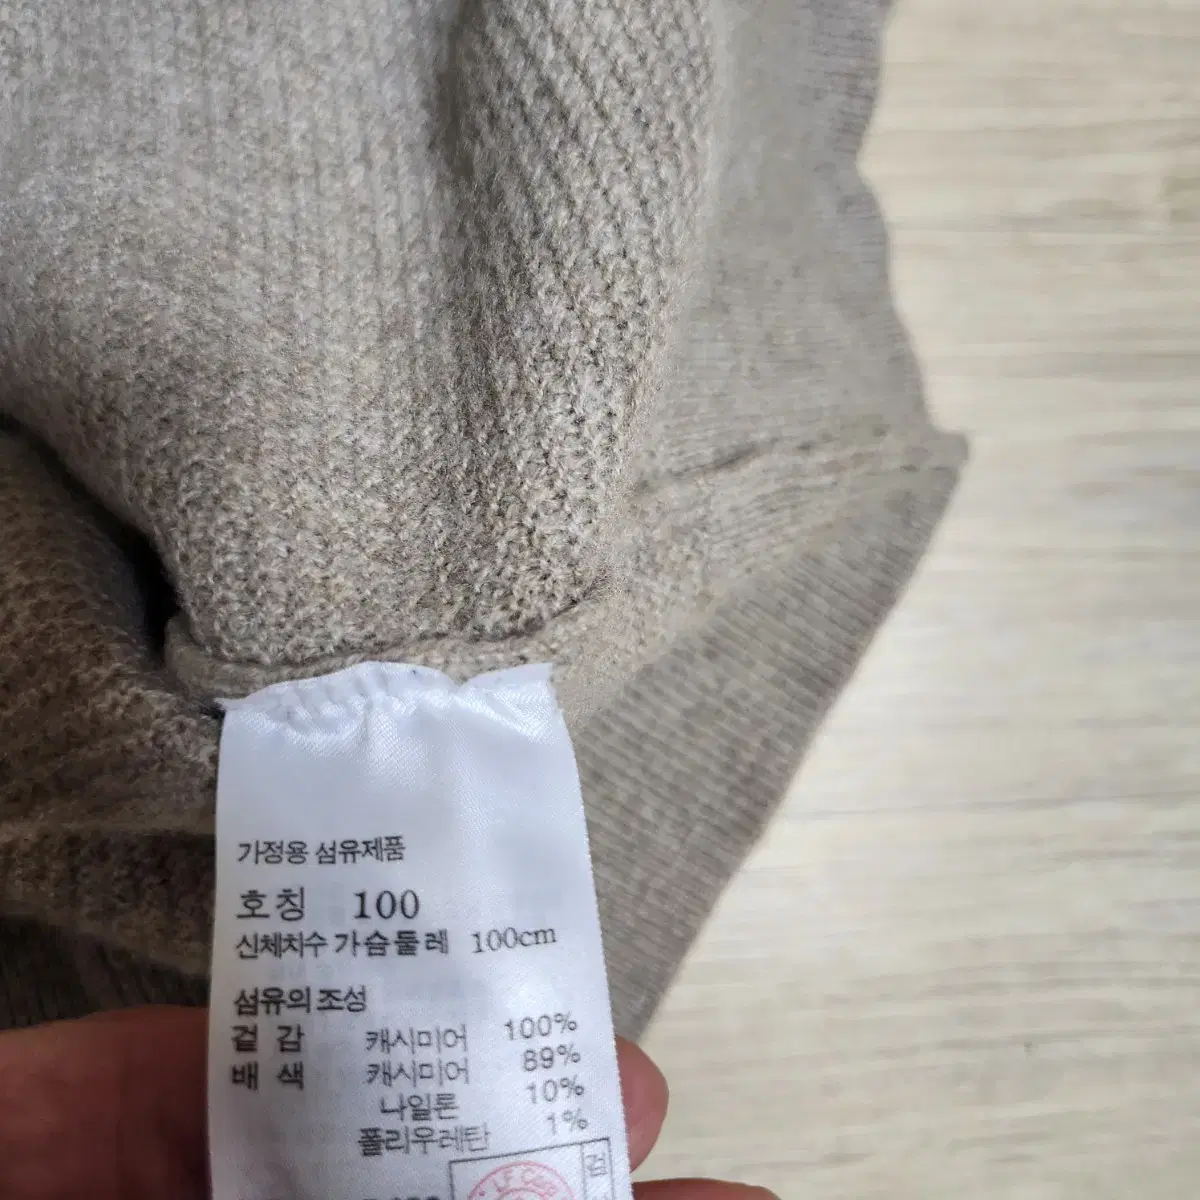 가정용 섬유제품
호칭 100
신체치수 가슴둘레 100cm
섬유의 조성
겉감 캐시미어 100%
배색 캐시미어 89%
나일론 10%
폴리우레탄 1%
검